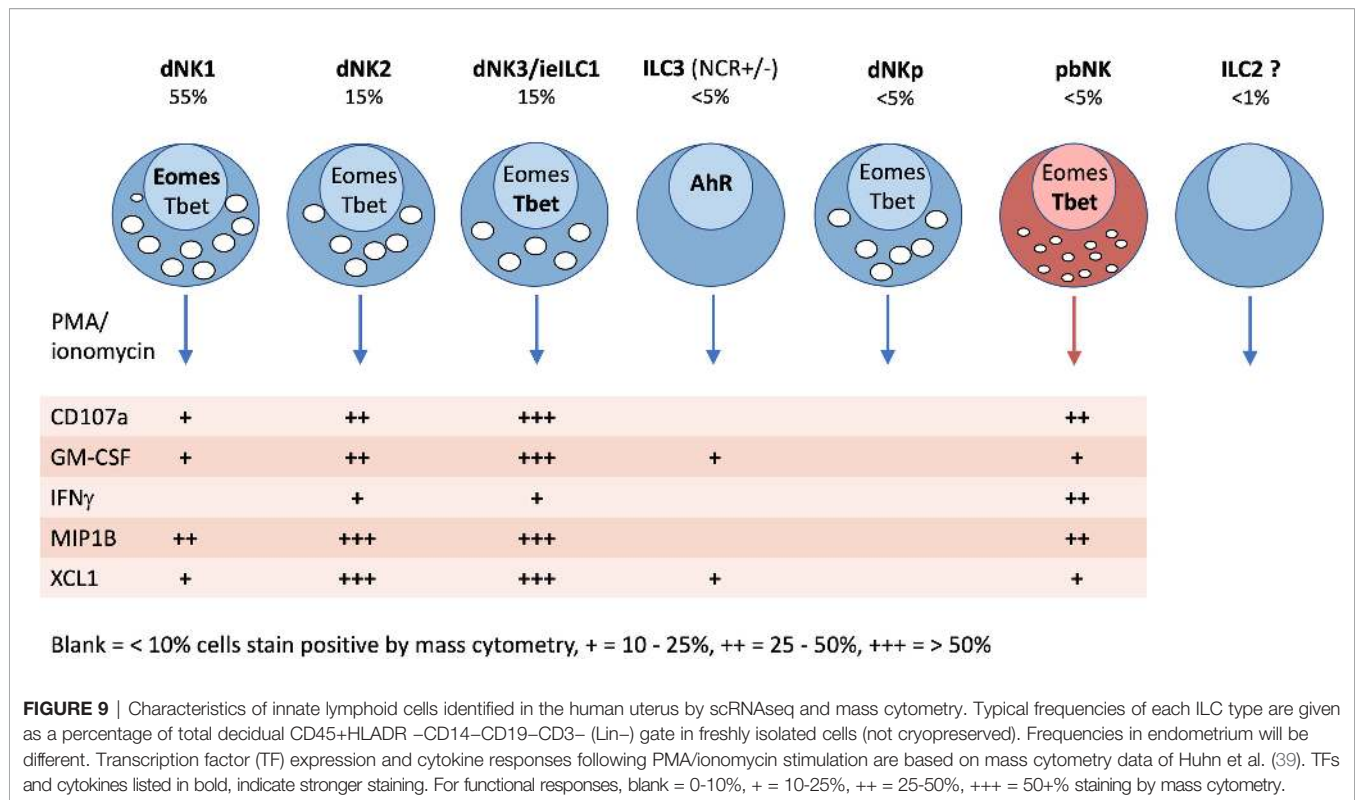 dNK1 dNK2 dNK3/ieILC1 ILC3 (NCR+/-) dNKp pbNK ILC2 ?
55% 15% 15% <5% <5% <5% <1%
Eomes Eomes Eomes AhR Eomes Eomes
Tbet Tbet Tbet Tbet Tbet
PMA/
ionomycin
CD107a + ++ +++ ++
GM-CSF + ++ +++ + +
IFNγ + + ++
MIP1B ++ +++ +++ ++
XCL1 + +++ +++ + +
Blank = < 10% cells stain positive by mass cytometry, + = 10 - 25%, ++ = 25 - 50%, +++ = > 50%
FIGURE 9 | Characteristics of innate lymphoid cells identified in the human uterus by scRNAseq and mass cytometry. Typical frequencies of each ILC type are given
as a percentage of total decidual CD45+HLADR −CD14−CD19−CD3− (Lin−) gate in freshly isolated cells (not cryopreserved). Frequencies in endometrium will be
different. Transcription factor (TF) expression and cytokine responses following PMA/ionomycin stimulation are based on mass cytometry data of Huhn et al. (39). TFs
and cytokines listed in bold, indicate stronger staining. For functional responses, blank = 0-10%, + = 10-25%, ++ = 25-50%, +++ = 50+% staining by mass cytometry.